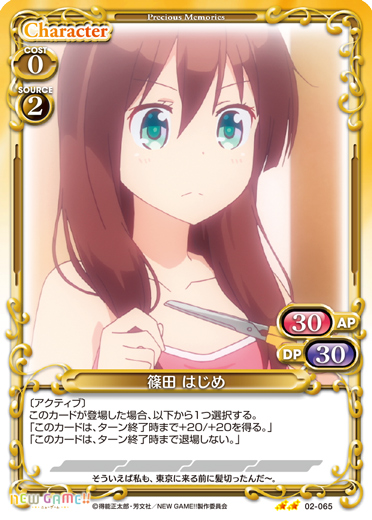 Precious Memories
Character
COST
0
SOURCE
2
30 AP
DP 30
篠田 はじめ
[アクティブ]
このカードが登場した場合、以下から1つ選択する。
「このカードは、ターン終了時まで+20/+20を得る。」
「このカードは、ターン終了時まで退場しない。」
そういえば私も、東京に来る前に髪切ったんだ〜。
NEW GAME!!
©得能正太郎・芳文社/NEW GAME!!製作委員会
02-065